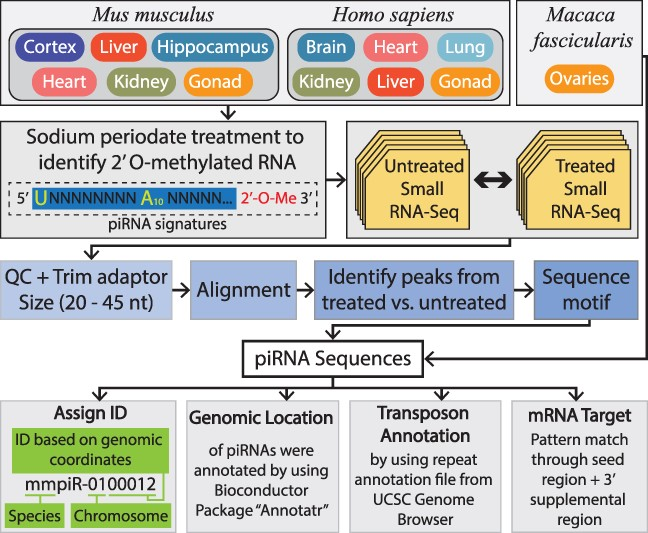 Mus musculus
Cortex Liver Hippocampus
Heart Kidney Gonad
Homo sapiens
Brain Heart Lung
Kidney Liver Gonad
Macaca
fascicularis
Ovaries
Sodium periodate treatment to
identify 2' O-methylated RNA
5' UNNNNNNNN A10 NNNNN... 2'-O-Me 3'
piRNA signatures
Untreated
Small
RNA-Seq
Treated
Small
RNA-Seq
QC + Trim adaptor
Size (20 - 45 nt)
Alignment
Identify peaks from
treated vs. untreated
Sequence
motif
piRNA Sequences
Assign ID
ID based on genomic
coordinates
mmpiR-0100012
Species Chromosome
Genomic Location
of piRNAs were
annotated by using
Bioconductor
Package "Annotatr"
Transposon
Annotation
by using repeat
annotation file from
UCSC Genome
Browser
mRNA Target
Pattern match
through seed
region + 3'
supplemental
region